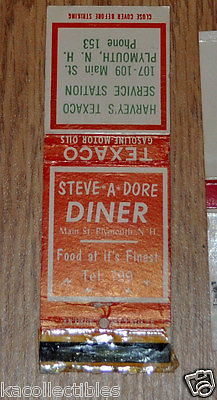 CLOSE COVER BEFORE STRIKING
HARVEY'S TEXACO
SERVICE STATION
107-109 Main St.
PLYMOUTH, N. H.
Phone 153
GASOLINE-MOTOR OILS
TEXACO
STEVE-A-DORE
DINER
Main St. Plymouth, N. H.
Food at it's Finest
Tel. 799
kacollectibles